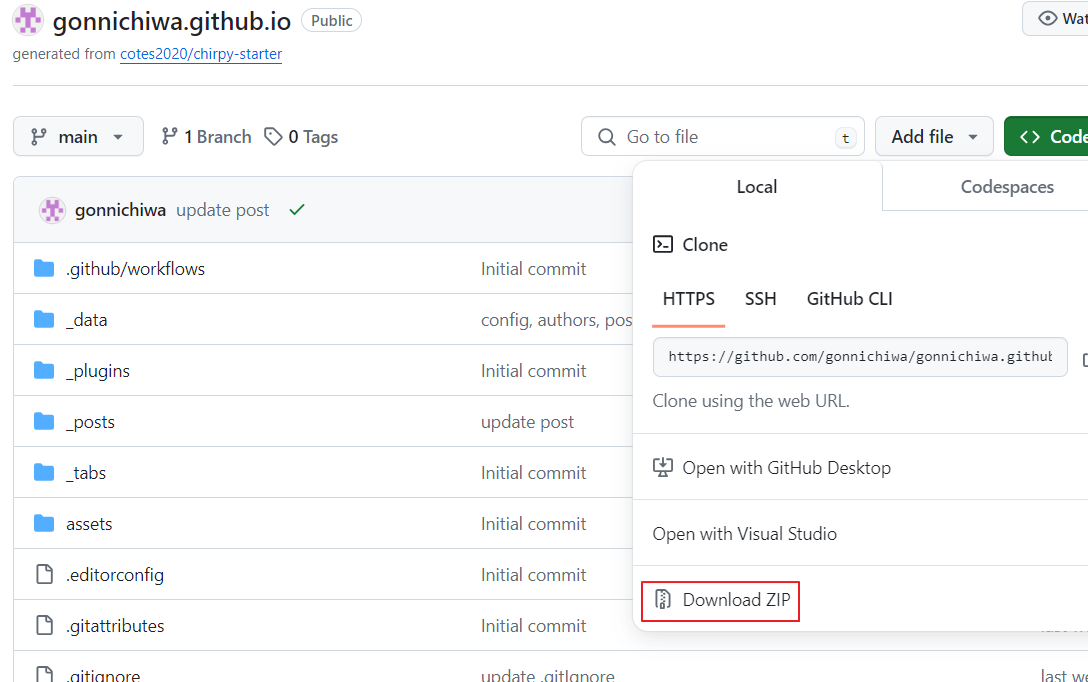 gonnichiwa.github.io Public Wat
generated from cotes2020/chirpy-starter
main 1 Branch 0 Tags Go to file t Add file Code
Local Codespaces
gonnichiwa update post
Clone
.github/workflows Initial commit
HTTPS SSH GitHub CLI
_data config, authors, pos
https://github.com/gonnichiwa/gonnichiwa.github
_plugins Initial commit
Clone using the web URL.
_posts update post
Open with GitHub Desktop
_tabs Initial commit
assets Initial commit
Open with Visual Studio
.editorconfig Initial commit
Download ZIP
.gitattributes Initial commit
.gitignore update .gitIgnore last we